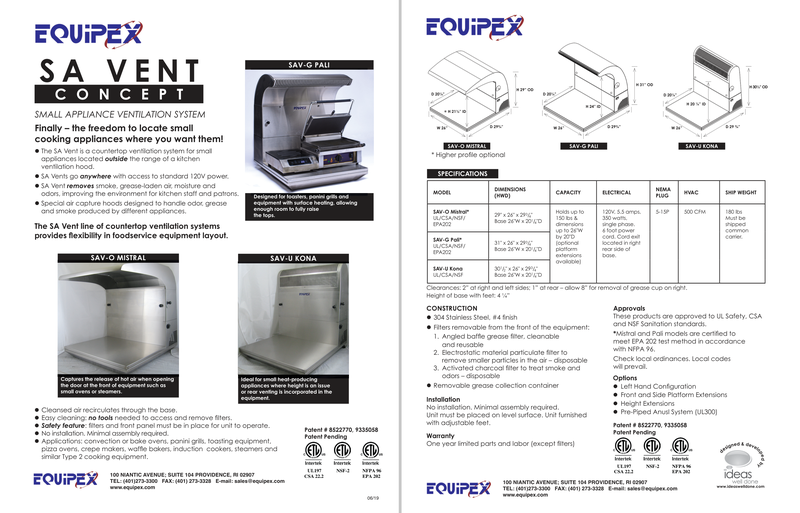 EQUIPEX
SA VENT
CONCEPT
SMALL APPLIANCE VENTILATION SYSTEM
Finally – the freedom to locate small
cooking appliances where you want them!
● The SA Vent is a countertop ventilation system for small
appliances located outside the range of a kitchen
ventilation hood.
● SA Vents go anywhere with access to standard 120V power.
● SA Vent removes smoke, grease-laden air, moisture and
odors, improving the environment for kitchen staff and patrons.
● Special air capture hoods designed to handle odor, grease
and smoke produced by different appliances.
The SA Vent line of countertop ventilation systems
provides flexibility in foodservice equipment layout.
SAV-G PALI
Designed for toasters, panini grills and
equipment with surface heating, allowing
enough room to fully raise
the tops.
SAV-O MISTRAL
Captures the release of hot air when opening
the door at the front of equipment such as
small ovens or steamers.
SAV-U KONA
Ideal for small heat-producing
appliances where height is an issue
or rear venting is incorporated in the
equipment.
● Cleansed air recirculates through the base.
● Easy cleaning: no tools needed to access and remove filters.
● Safety feature: filters and front panel must be in place for unit to operate.
● No installation. Minimal assembly required.
● Applications: convection or bake ovens, panini grills, toasting equipment,
pizza ovens, crepe makers, waffle bakers, induction cookers, steamers and
similar Type 2 cooking equipment.
Patent # 8522770, 9335058
Patent Pending
Intertek Intertek Intertek
UL197 NSF-2 NFPA 96
CSA 22.2 EPA 202
EQUIPEX
100 NIANTIC AVENUE; SUITE 104 PROVIDENCE, RI 02907
TEL: (401)273-3300 FAX: (401) 273-3328 E-mail: sales@equipex.com
www.equipex.com
08/19
EQUIPEX
D 20½" H 29" OD
H 21½" ID
W 26" D 29¾"
SAV-O MISTRAL
D 20½" H 31" OD
H 24" ID
W 26" D 29¾"
SAV-G PALI
D 20½" H 30½" OD
H 20 ¾" ID
W 26" D 29 ¾"
SAV-U KONA
* Higher profile optional
SPECIFICATIONS
MODEL DIMENSIONS (HWD) CAPACITY ELECTRICAL NEMA PLUG HVAC SHIP WEIGHT
SAV-O Mistral*
UL/CSA/NSF/
EPA202
29" x 26" x 29¾"
Base 26"W x 20½"D
SAV-G Pali*
UL/CSA/NSF/
EPA202
31" x 26" x 29¾"
Base 26"W x 20½"D
SAV-U Kona
UL/CSA/NSF
30½" x 26" x 29¾"
Base 26"W x 20½"D
Holds up to
150 lbs &
dimensions
up to 26"W
by 20"D
(optional
platform
extensions
available)
120V, 5.5 amps,
350 watts,
single phase,
6 foot power
cord. Cord exit
located in right
rear side of
base.
5-15P
500 CFM
180 lbs
Must be
shipped
common
carrier.
Clearances: 2" at right and left sides; 1" at rear – allow 8" for removal of grease cup on right.
Height of base with feet: 4 ¼"
CONSTRUCTION
● 304 Stainless Steel, #4 finish
● Filters removable from the front of the equipment:
1. Angled baffle grease filter, cleanable
and reusable
2. Electrostatic material particulate filter to
remove smaller particles in the air – disposable
3. Activated charcoal filter to treat smoke and
odors – disposable
● Removable grease collection container
Installation
No installation. Minimal assembly required.
Unit must be placed on level surface. Unit furnished
with adjustable feet.
Warranty
One year limited parts and labor (except filters)
Approvals
These products are approved to UL Safety, CSA
and NSF Sanitation standards.
*Mistral and Pali models are certified to
meet EPA 202 test method in accordance
with NFPA 96.
Check local ordinances. Local codes
will prevail.
Options
● Left Hand Configuration
● Front and Side Platform Extensions
● Height Extensions
● Pre-Piped Ansul System (UL300)
Patent # 8522770, 9335058
Patent Pending
Intertek Intertek Intertek
UL197 NSF-2 NFPA 96
CSA 22.2 EPA 202
designed & developed by
ideas
well done
www.ideaswelldone.com
EQUIPEX
100 NIANTIC AVENUE; SUITE 104 PROVIDENCE, RI 02907
TEL: (401)273-3300 FAX: (401) 273-3328 E-mail: sales@equipex.com
www.equipex.com